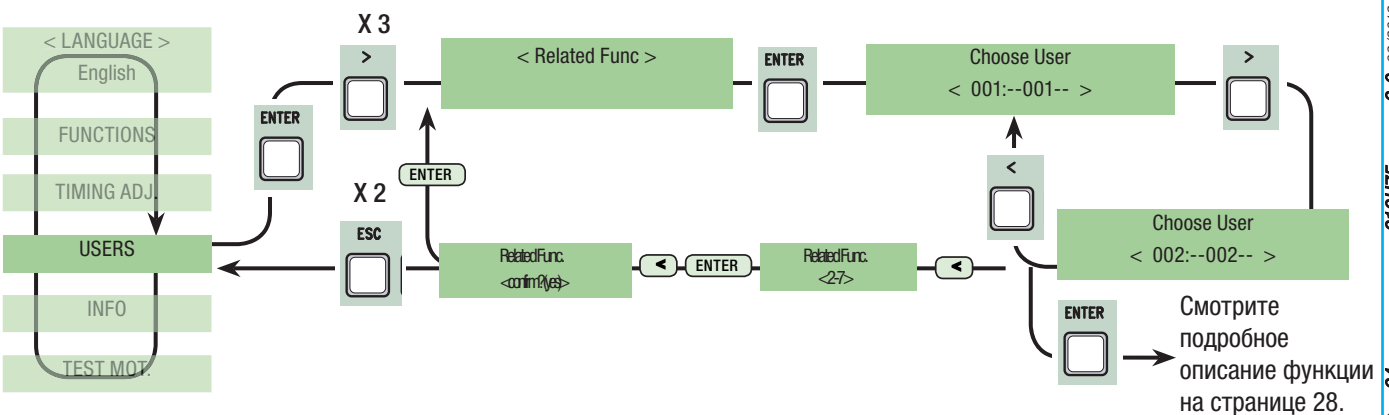 < LANGUAGE >
English
FUNCTIONS
TIMING ADJ.
USERS
INFO
TEST MOT.
ENTER
X 3
>
< Related Func >
ENTER
Choose User
< 001:--001-- >
>
ENTER
X 2
ESC
Related Func.
<confirm?(yes)>
< ENTER
Related Func.
<2-7>
<
<
Choose User
< 002:--002-- >
ENTER
Смотрите
подробное
описание функции
на странице 28.